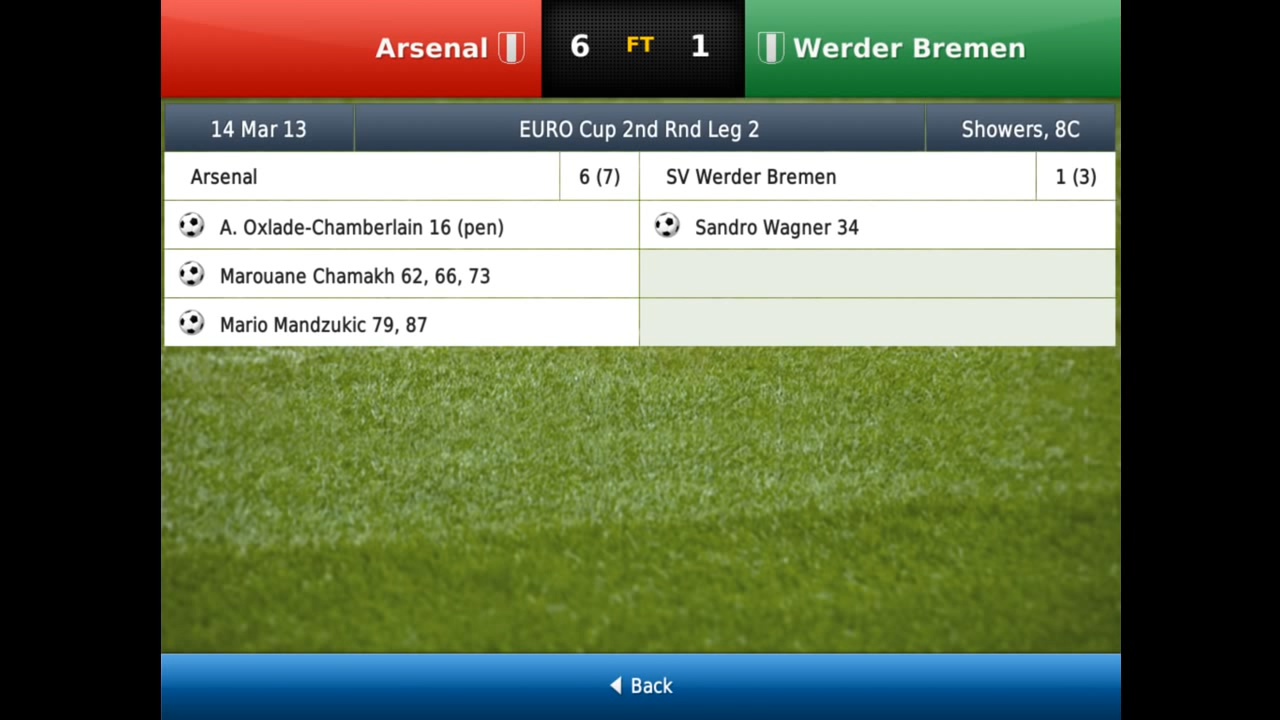 Arsenal 6 FT 1 Werder Bremen
14 Mar 13 EURO Cup 2nd Rnd Leg 2 Showers, 8C
Arsenal 6 (7) SV Werder Bremen 1 (3)
A. Oxlade-Chamberlain 16 (pen) Sandro Wagner 34
Marouane Chamakh 62, 66, 73
Mario Mandzukic 79, 87
Back